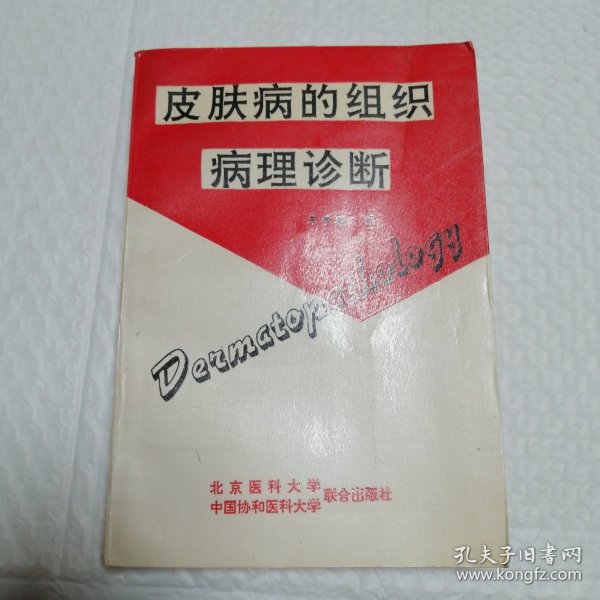 皮肤病的组织
病理诊断
Dermatopathology
北京医科大学
中国协和医科大学
联合出版社
孔夫子旧书网
www.kongfz.com